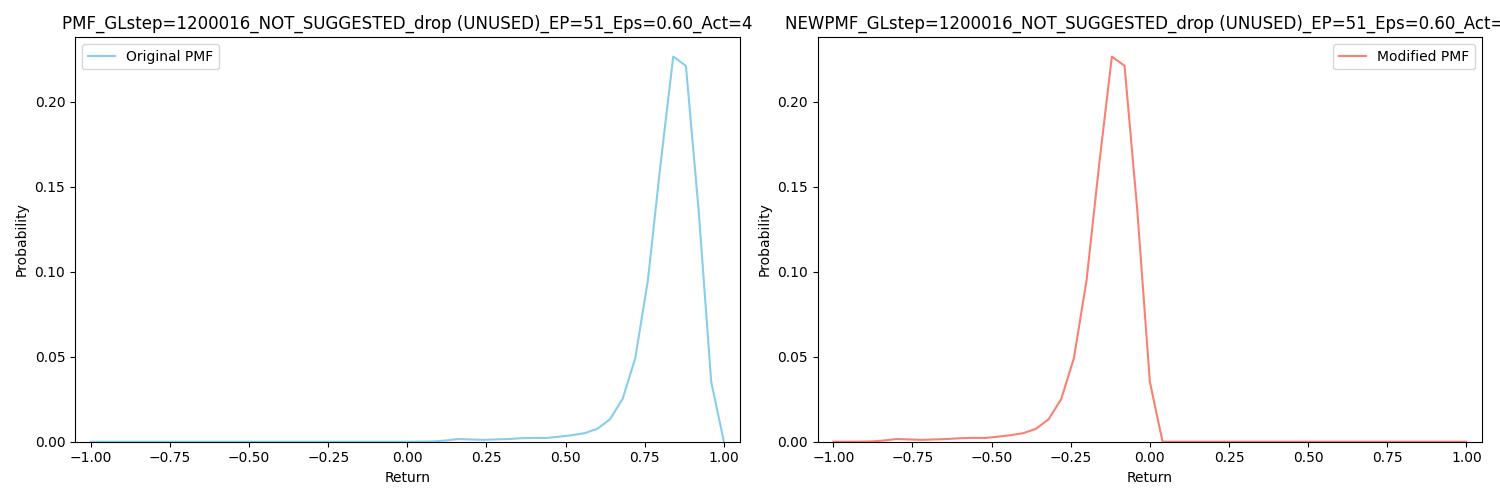 PMF_GLstep=1200016_NOT_SUGGESTED_drop (UNUSED)_EP=51_Eps=0.60_Act=4
Original PMF
Probability
0.20
0.15
0.10
0.05
0.00
−1.00 −0.75 −0.50 −0.25 0.00 0.25 0.50 0.75 1.00
Return
NEWPMF_GLstep=1200016_NOT_SUGGESTED_drop (UNUSED)_EP=51_Eps=0.60_Act=
Modified PMF
Probability
0.20
0.15
0.10
0.05
0.00
−1.00 −0.75 −0.50 −0.25 0.00 0.25 0.50 0.75 1.00
Return